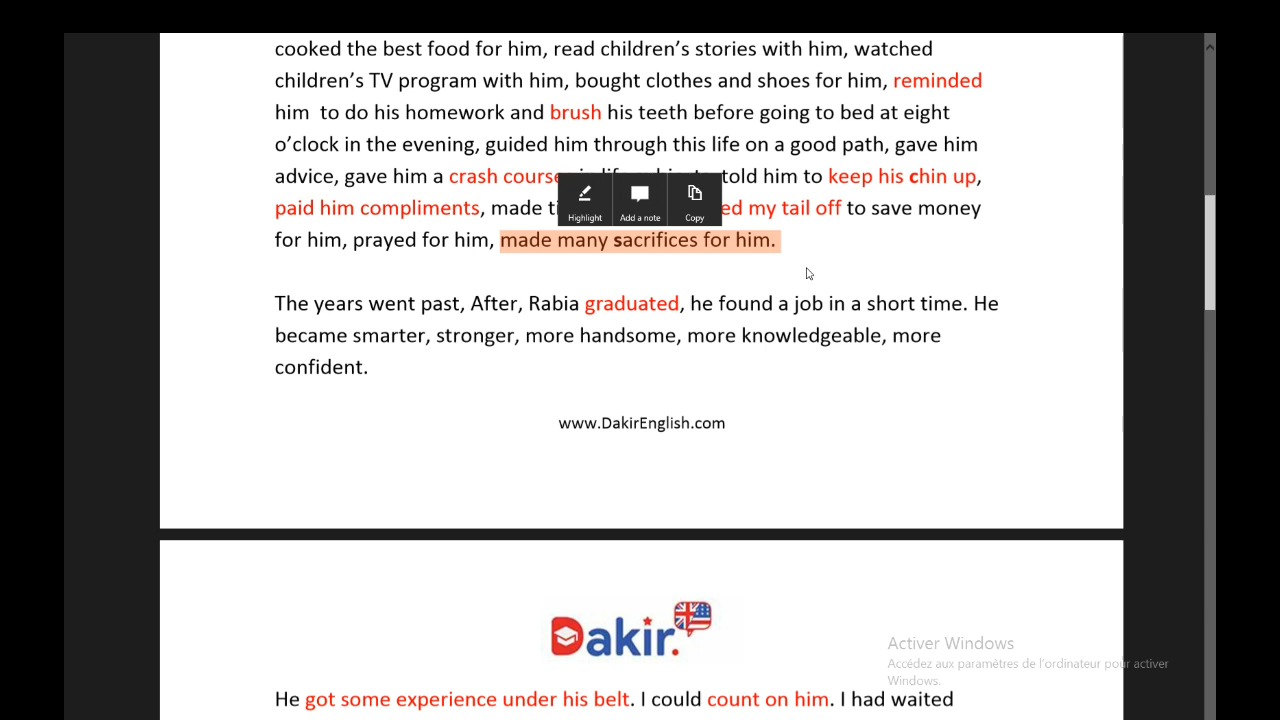 cooked the best food for him, read children’s stories with him, watched
children’s TV program with him, bought clothes and shoes for him, reminded
him to do his homework and brush his teeth before going to bed at eight
o’clock in the evening, guided him through this life on a good path, gave him
advice, gave him a crash course told him to keep his chin up,
Highlight
Add a note
Copy
paid him compliments, made my tail off to save money
for him, prayed for him, made many sacrifices for him.
The years went past, After, Rabia graduated, he found a job in a short time. He
became smarter, stronger, more handsome, more knowledgeable, more
confident.
www.DakirEnglish.com
Dakir.
Activer Windows
Accédez aux paramètres de l'ordinateur pour activer
Windows.
He got some experience under his belt. I could count on him. I had waited